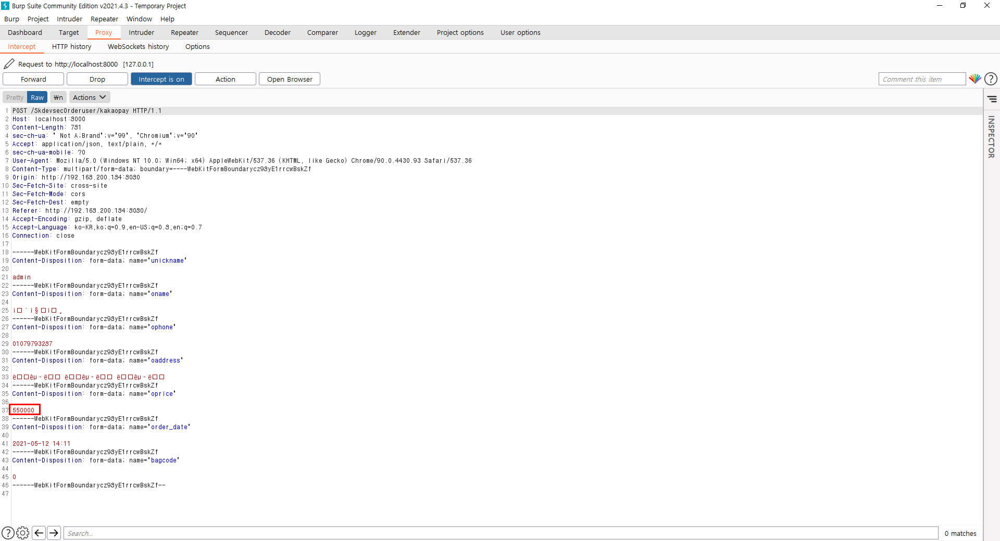 Burp Suite Community Edition v2021.4.3 - Temporary Project
Burp Project Intruder Repeater Window Help
Dashboard Target Proxy Intruder Repeater Sequencer Decoder Comparer Logger Extender Project options User options
Intercept HTTP history WebSockets history Options
Request to http://localhost:8000 [127.0.0.1]
Forward Drop Intercept is on Action Open Browser Comment this item
Pretty Raw ₩n Actions
INSPECTOR
1 POST /SkdevsecOrderuser/kakaopay HTTP/1.1
2 Host: localhost:8000
3 Content-Length: 781
4 sec-ch-ua: " Not A;Brand";v="99", "Chromium";v="90"
5 Accept: application/json, text/plain, */*
6 sec-ch-ua-mobile: ?0
7 User-Agent: Mozilla/5.0 (Windows NT 10.0; Win64; x64) AppleWebKit/537.36 (KHTML, like Gecko) Chrome/90.0.4430.93 Safari/537.36
8 Content-Type: multipart/form-data; boundary=----WebKitFormBoundarycz98yE1rrcwBskZf
9 Origin: http://192.168.200.184:8080
10 Sec-Fetch-Site: cross-site
11 Sec-Fetch-Mode: cors
12 Sec-Fetch-Dest: empty
13 Referer: http://192.168.200.184:8080/
14 Accept-Encoding: gzip, deflate
15 Accept-Language: ko-KR,ko;q=0.9,en-US;q=0.8,en;q=0.7
16 Connection: close
17
18 ------WebKitFormBoundarycz98yE1rrcwBskZf
19 Content-Disposition: form-data; name="unickname"
20
21 admin
22 ------WebKitFormBoundarycz98yE1rrcwBskZf
23 Content-Disposition: form-data; name="oname"
24
25
26 ------WebKitFormBoundarycz98yE1rrcwBskZf
27 Content-Disposition: form-data; name="ophone"
28
29 01079793287
30 ------WebKitFormBoundarycz98yE1rrcwBskZf
31 Content-Disposition: form-data; name="oaddress"
32
33
34 ------WebKitFormBoundarycz98yE1rrcwBskZf
35 Content-Disposition: form-data; name="oprice"
36
37 550000
38 ------WebKitFormBoundarycz98yE1rrcwBskZf
39 Content-Disposition: form-data; name="order_date"
40
41 2021-05-12 14:11
42 ------WebKitFormBoundarycz98yE1rrcwBskZf
43 Content-Disposition: form-data; name="bagcode"
44
45 0
46 ------WebKitFormBoundarycz98yE1rrcwBskZf--
47
Search... 0 matches